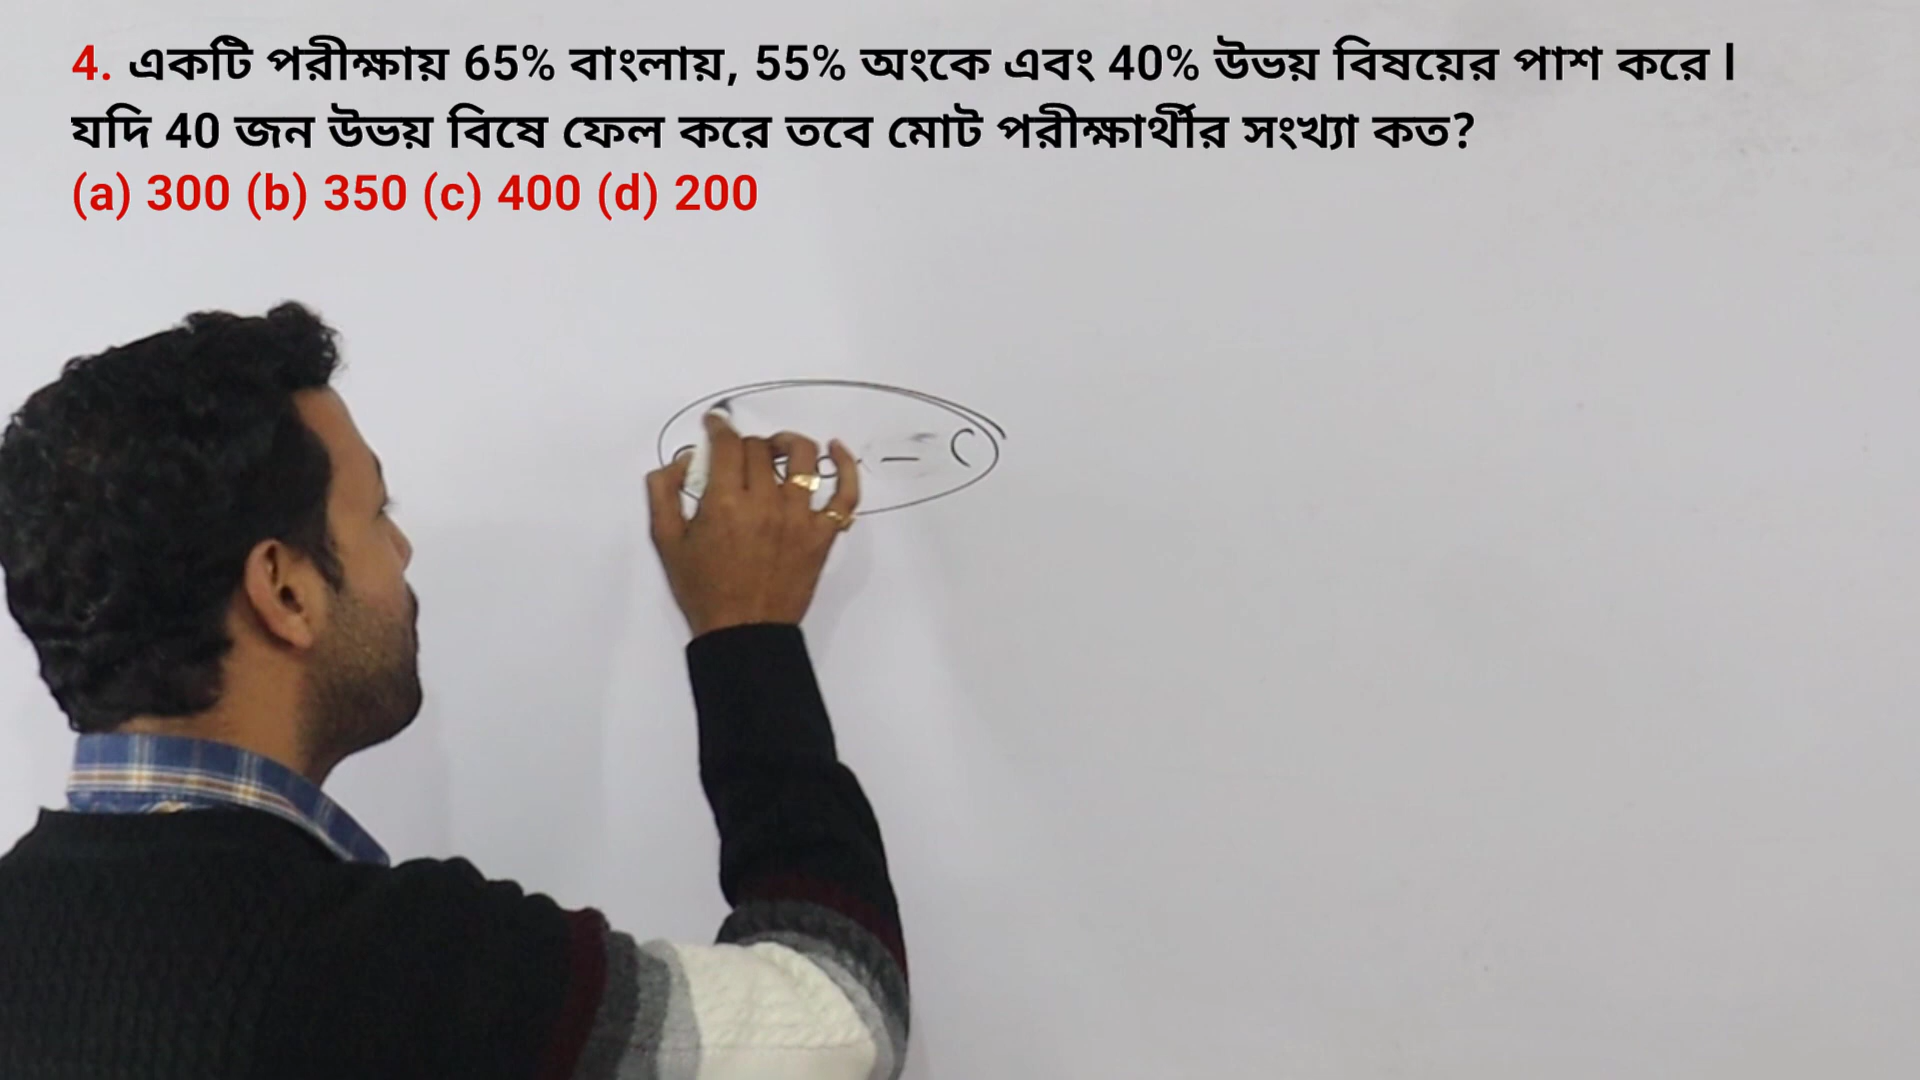 4. একটি পরীক্ষায় 65% বাংলায়, 55% অংকে এবং 40% উভয় বিষয়ের পাশ করে।
যদি 40 জন উভয় বিষে ফেল করে তবে মোট পরীক্ষার্থীর সংখ্যা কত?
(a) 300 (b) 350 (c) 400 (d) 200